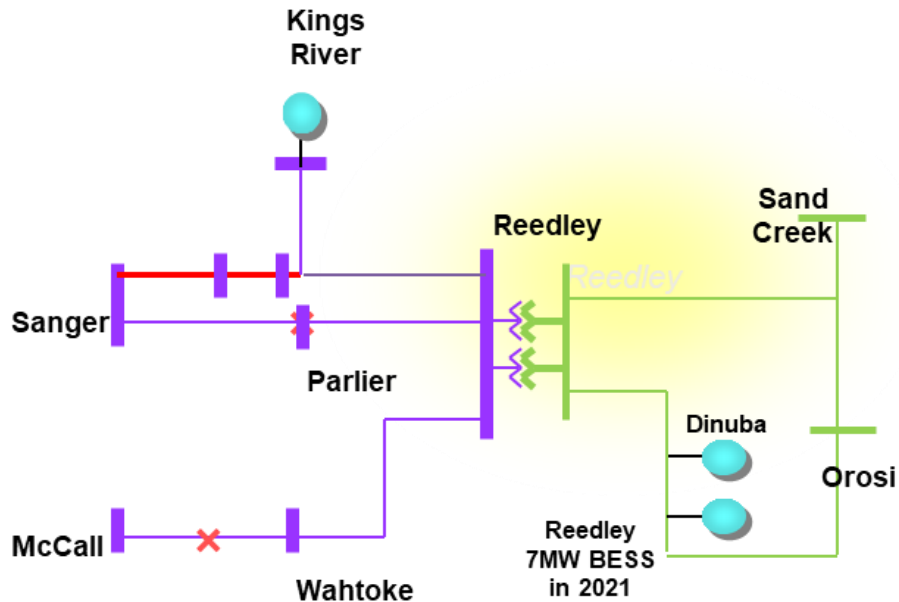 Kings
River
Sand
Creek
Reedley
Reedley
Sanger
Parlier
Dinuba
Orosi
Reedley
7MW BESS
in 2021
McCall
Wahtoke